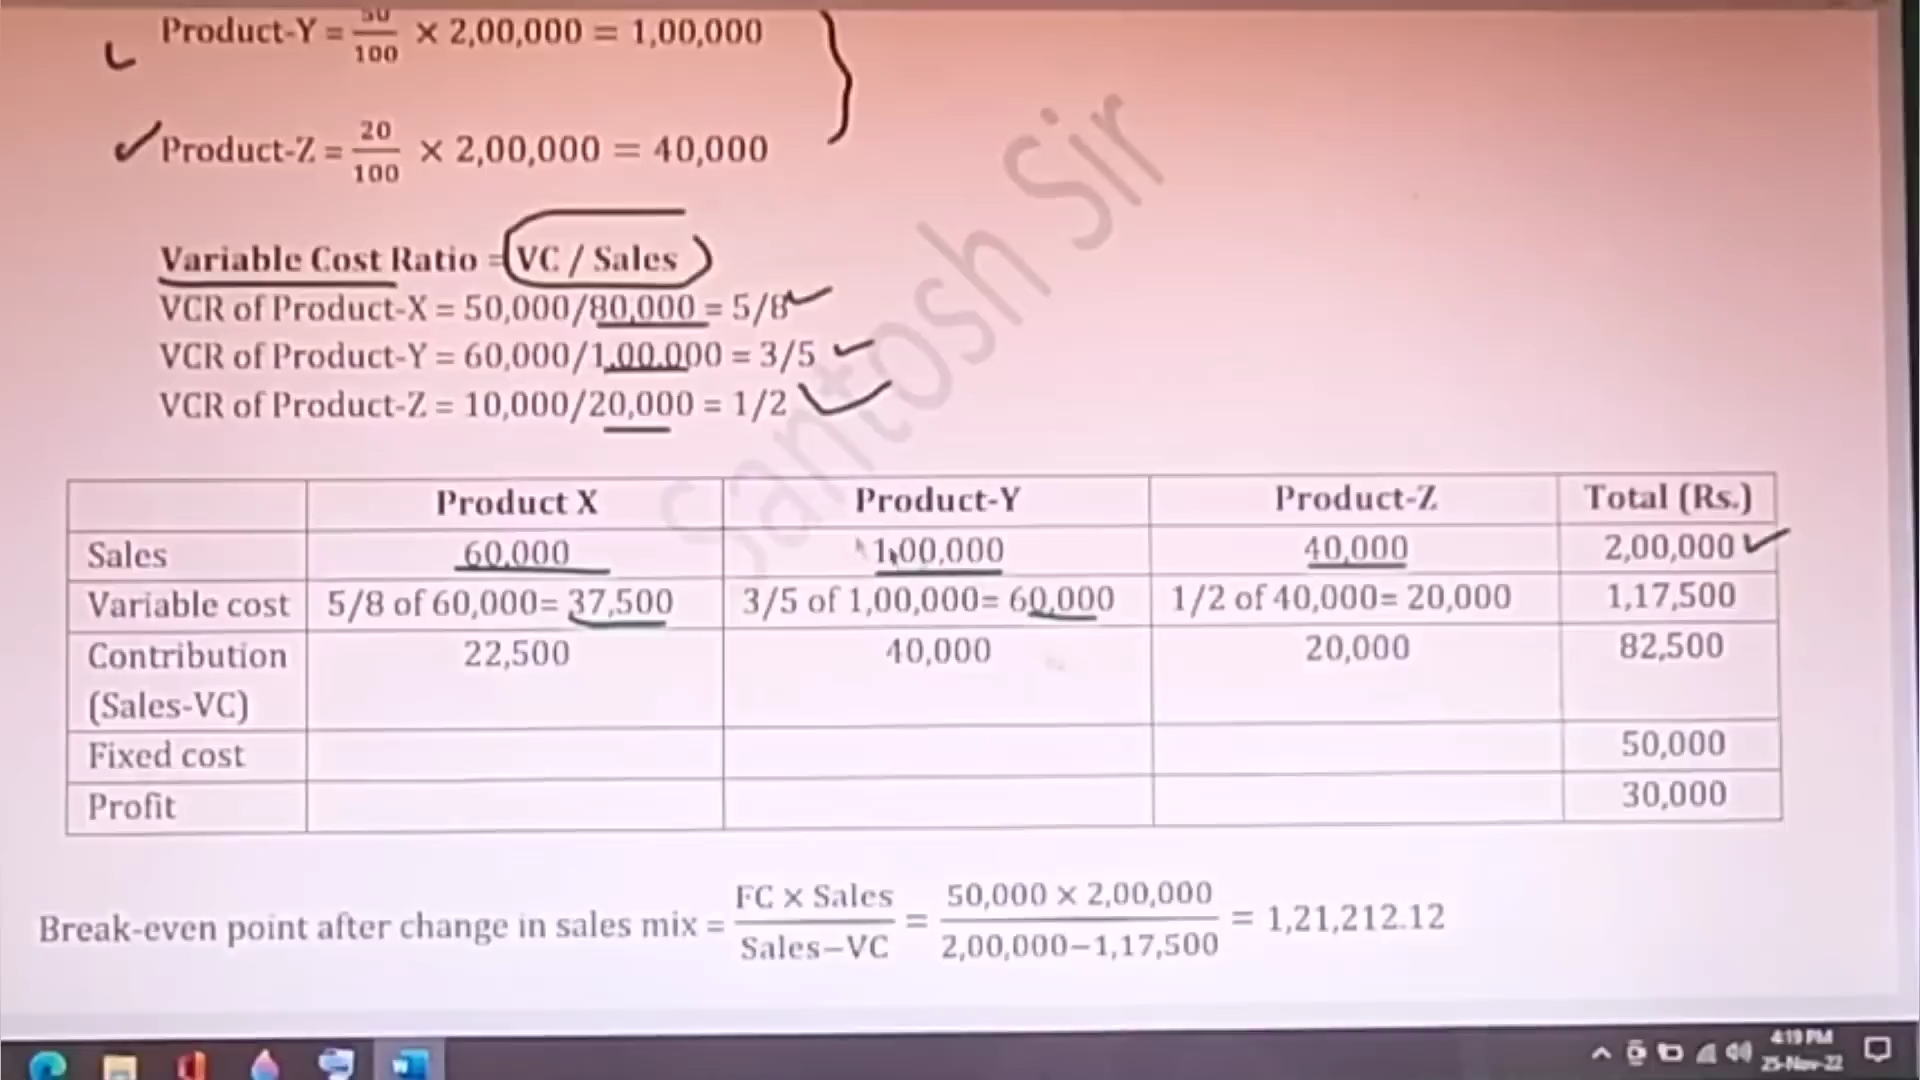 Product-Y = 50/100 × 2,00,000 = 1,00,000
Product-Z = 20/100 × 2,00,000 = 40,000
Variable Cost Ratio = VC / Sales
VCR of Product-X = 50,000/80,000 = 5/8
VCR of Product-Y = 60,000/1,00,000 = 3/5
VCR of Product-Z = 10,000/20,000 = 1/2
Santosh Sir
Product X Product-Y Product-Z Total (Rs.)
Sales 60,000 1,00,000 40,000 2,00,000
Variable cost 5/8 of 60,000= 37,500 3/5 of 1,00,000= 60,000 1/2 of 40,000= 20,000 1,17,500
Contribution 22,500 40,000 20,000 82,500
(Sales-VC)
Fixed cost 50,000
Profit 30,000
Break-even point after change in sales mix = FC × Sales / Sales−VC = 50,000 × 2,00,000 / 2,00,000−1,17,500 = 1,21,212.12
4:19 PM
25-Nov-22